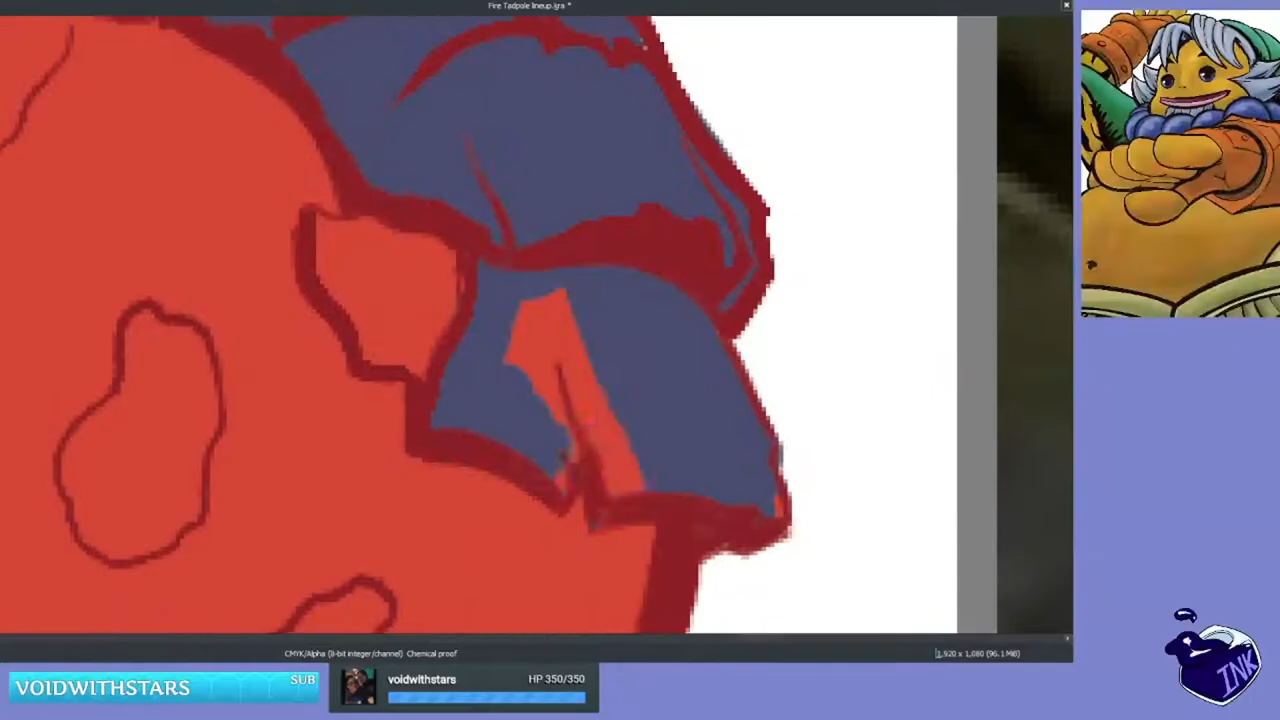 Fire Tadpole lineup.kra *
CMYK/Alpha (8-bit integer/channel) Chemical proof
1,920 x 1,080 (96.1 MiB)
VOIDWITHSTARS
SUB
voidwithstars
HP 350/350
INK